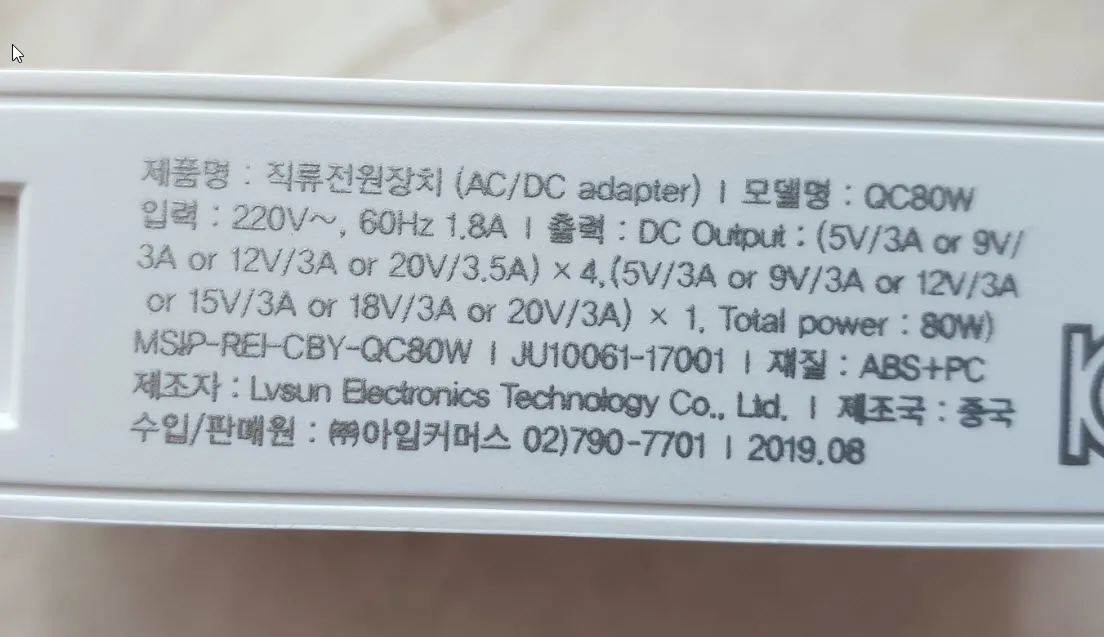 제품명 : 직류전원장치 (AC/DC adapter) | 모델명 : QC80W
입력 : 220V~, 60Hz 1.8A | 출력 : DC Output : (5V/3A or 9V/
3A or 12V/3A or 20V/3.5A) × 4,(5V/3A or 9V/3A or 12V/3A
or 15V/3A or 18V/3A or 20V/3A) × 1, Total power : 80W)
MSIP-REI-CBY-QC80W | JU10061-17001 | 재질 : ABS+PC
제조자 : Lvsun Electronics Technology Co., Ltd. | 제조국 : 중국
수입/판매원 : ㈜아입커머스 02)790-7701 | 2019.08